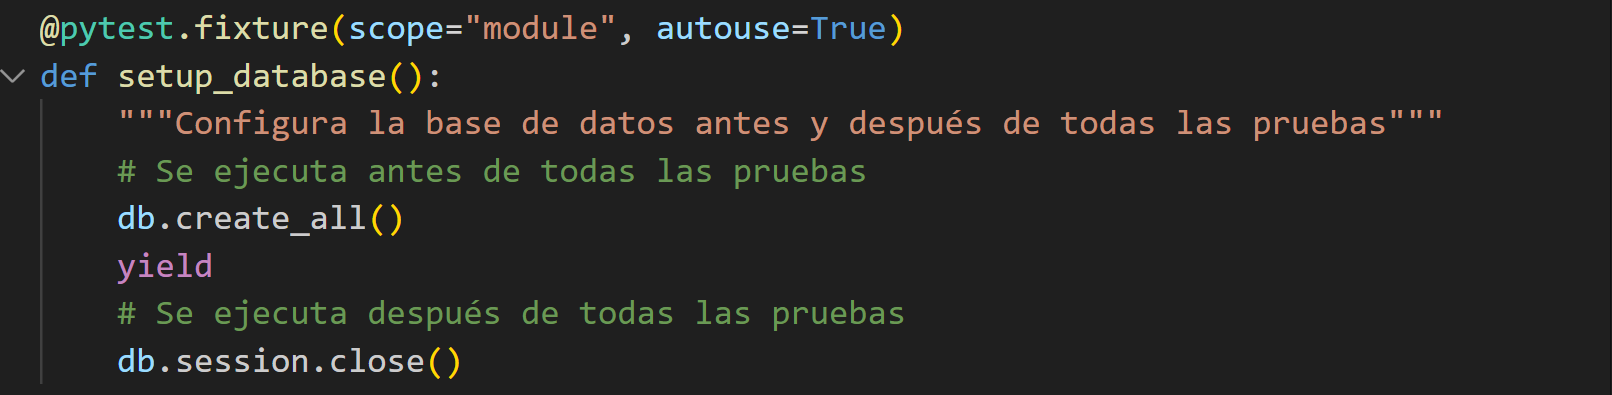 @pytest.fixture(scope="module", autouse=True)
def setup_database():
    """Configura la base de datos antes y después de todas las pruebas"""
    # Se ejecuta antes de todas las pruebas
    db.create_all()
    yield
    # Se ejecuta después de todas las pruebas
    db.session.close()